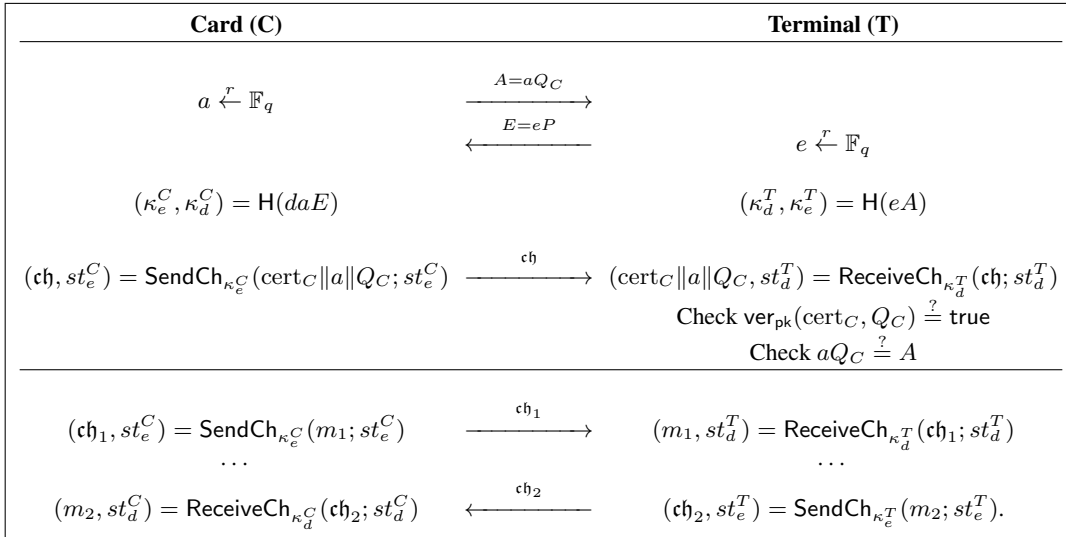 Card (C) Terminal (T)
a ←^r 𝔽_q A=aQ_C
E=eP e ←^r 𝔽_q
(κ_e^C, κ_d^C) = H(daE) (κ_d^T, κ_e^T) = H(eA)
(𝔠𝔥, st_e^C) = SendCh_{κ_e^C}(cert_C‖a‖Q_C; st_e^C) 𝔠𝔥 (cert_C‖a‖Q_C, st_d^T) = ReceiveCh_{κ_d^T}(𝔠𝔥; st_d^T)
Check ver_pk(cert_C, Q_C) =^? true
Check aQ_C =^? A
(𝔠𝔥_1, st_e^C) = SendCh_{κ_e^C}(m_1; st_e^C) 𝔠𝔥_1 (m_1, st_d^T) = ReceiveCh_{κ_d^T}(𝔠𝔥_1; st_d^T)
... ...
(m_2, st_d^C) = ReceiveCh_{κ_d^C}(𝔠𝔥_2; st_d^C) 𝔠𝔥_2 (𝔠𝔥_2, st_e^T) = SendCh_{κ_e^T}(m_2; st_e^T).